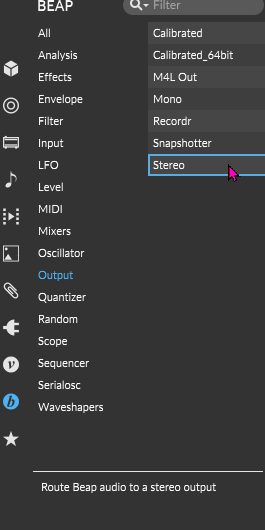 BEAP
Filter
All
Analysis
Effects
Envelope
Filter
Input
LFO
Level
MIDI
Mixers
Oscillator
Output
Quantizer
Random
Scope
Sequencer
Serialosc
Waveshapers
Calibrated
Calibrated_64bit
M4L Out
Mono
Recordr
Snapshotter
Stereo
Route Beap audio to a stereo output